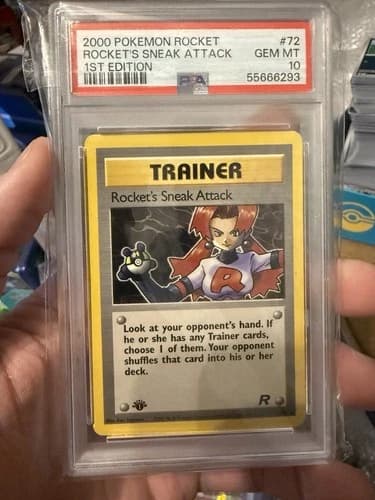 2000 POKEMON ROCKET #72
ROCKET'S SNEAK ATTACK GEM MT
1ST EDITION 10
PSA 55666293
TRAINER
Rocket's Sneak Attack
R
Look at your opponent's hand. If
he or she has any Trainer cards,
choose 1 of them. Your opponent
shuffles that card into his or her
deck.
1
R